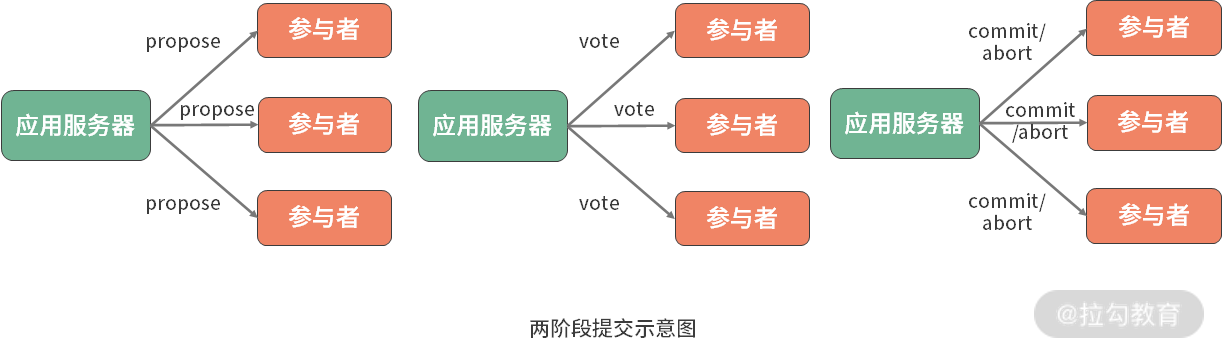 propose
参与者
propose
参与者
应用服务器
propose
参与者
vote
参与者
vote
参与者
应用服务器
vote
参与者
commit/
abort
参与者
commit
/abort
参与者
应用服务器
commit/
abort
参与者
两阶段提交示意图
@拉勾教育